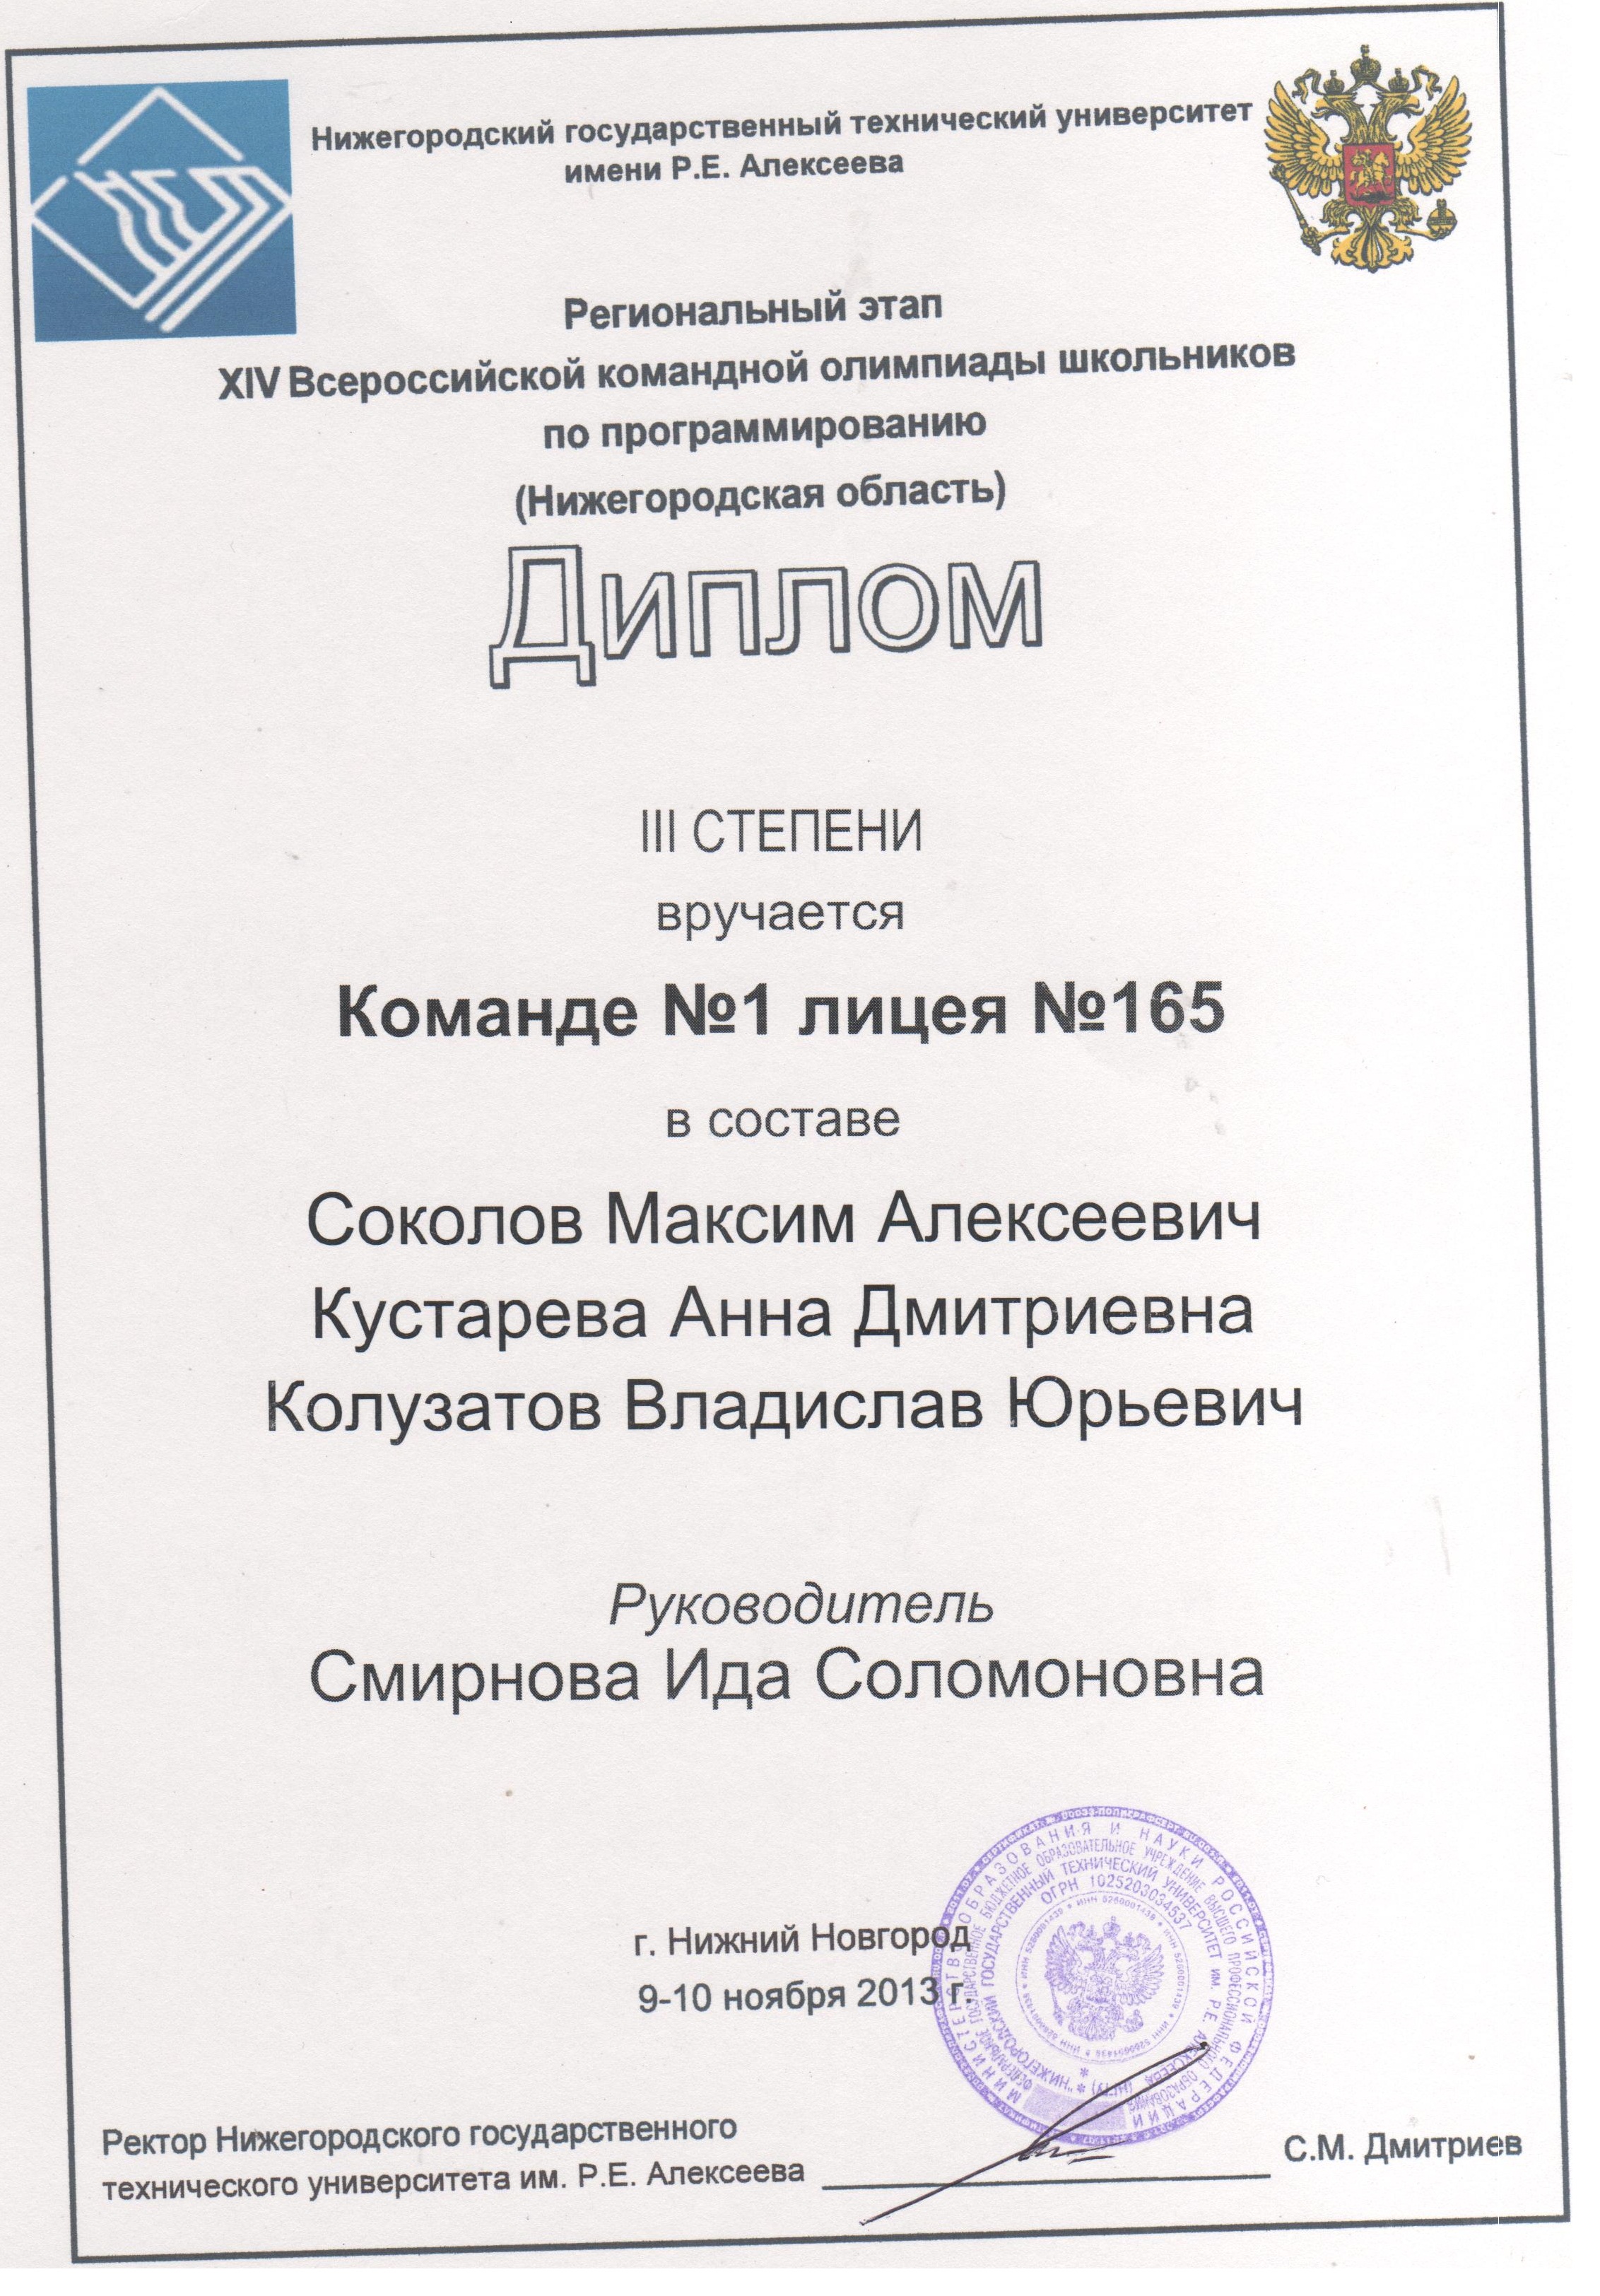 Нижегородский государственный технический университет
имени Р.Е. Алексеева
Региональный этап
XIV Всероссийской командной олимпиады школьников
по программированию
(Нижегородская область)
Диплом
III СТЕПЕНИ
вручается
Команде №1 лицея №165
в составе
Соколов Максим Алексеевич
Кустарева Анна Дмитриевна
Колузатов Владислав Юрьевич
Руководитель
Смирнова Ида Соломоновна
г. Нижний Новгород
9-10 ноября 2013 г.
МИНИСТЕРСТВО ОБРАЗОВАНИЯ И НАУКИ РОССИЙСКОЙ ФЕДЕРАЦИИ
ФЕДЕРАЛЬНОЕ ГОСУДАРСТВЕННОЕ БЮДЖЕТНОЕ ОБРАЗОВАТЕЛЬНОЕ УЧРЕЖДЕНИЕ ВЫСШЕГО ПРОФЕССИОНАЛЬНОГО ОБРАЗОВАНИЯ
* "НИЖЕГОРОДСКИЙ ГОСУДАРСТВЕННЫЙ ТЕХНИЧЕСКИЙ УНИВЕРСИТЕТ им. Р.Е. АЛЕКСЕЕВА (НГТУ) *
ОГРН 1025203034537
Ректор Нижегородского государственного
технического университета им. Р.Е. Алексеева
С.М. Дмитриев